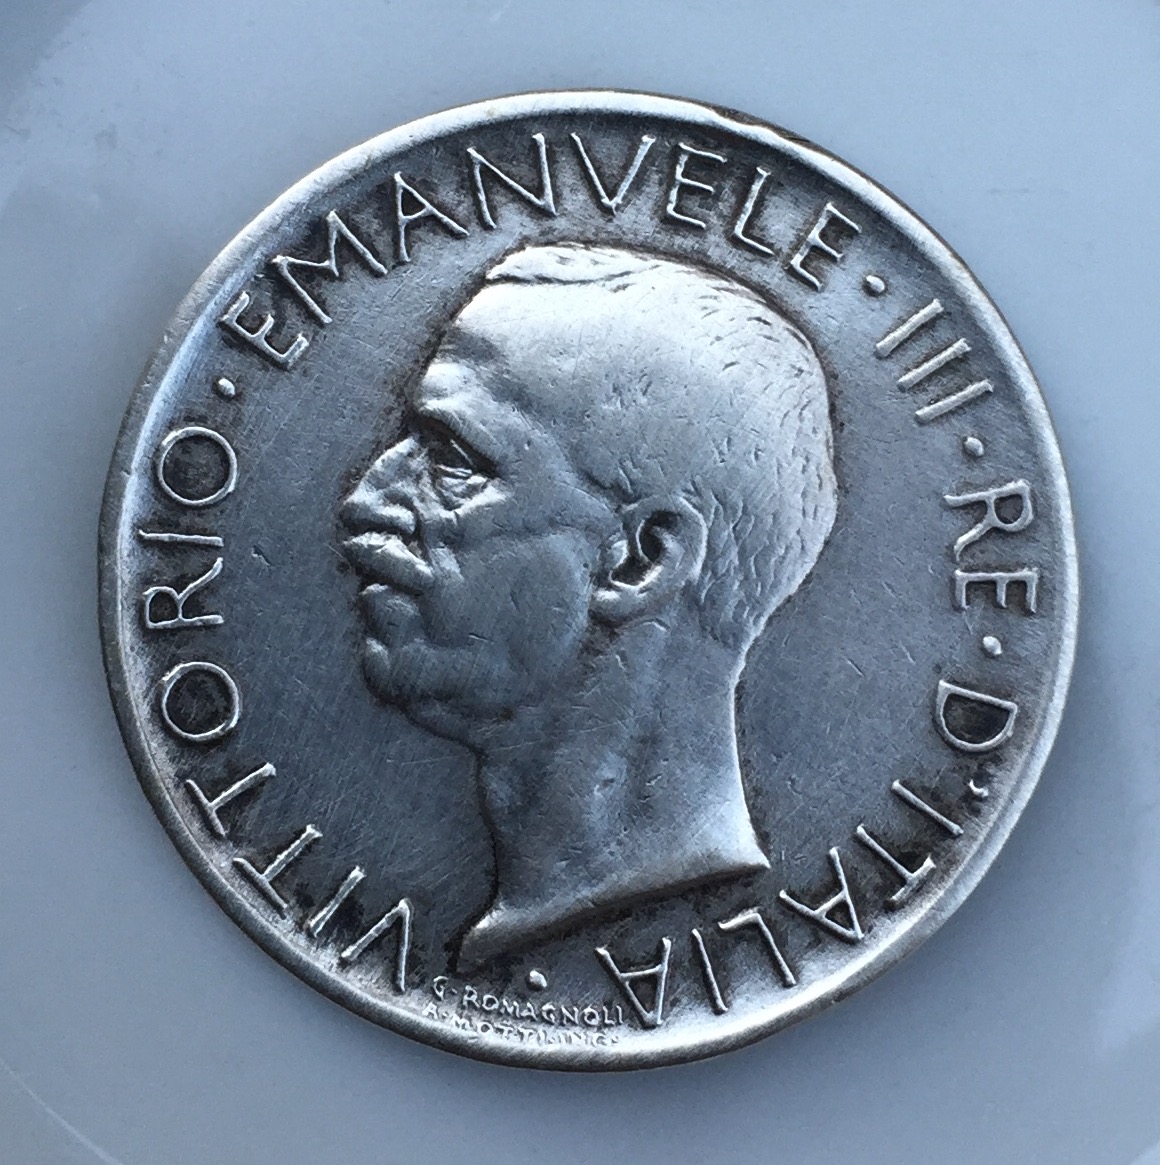 VITTORIO · EMANVELE · III · RE · D'ITALIA ·
G · ROMAGNOLI
A · MOTTI INC ·